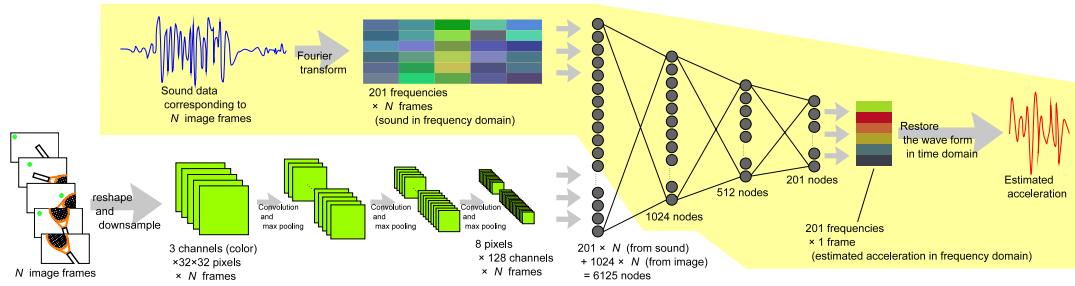 Sound data
corresponding to
N image frames
Fourier
transform
201 frequencies
× N frames
(sound in frequency domain)
N image frames
reshape
and
downsample
3 channels (color)
×32×32 pixels
× N frames
Convolution
and
max pooling
Convolution
and
max pooling
Convolution
and
max pooling
8 pixels
× 128 channels
× N frames
201 × N (from sound)
+ 1024 × N (from image)
= 6125 nodes
1024 nodes
512 nodes
201 nodes
201 frequencies
× 1 frame
(estimated acceleration in frequency domain)
Restore
the wave form
in time domain
Estimated
acceleration